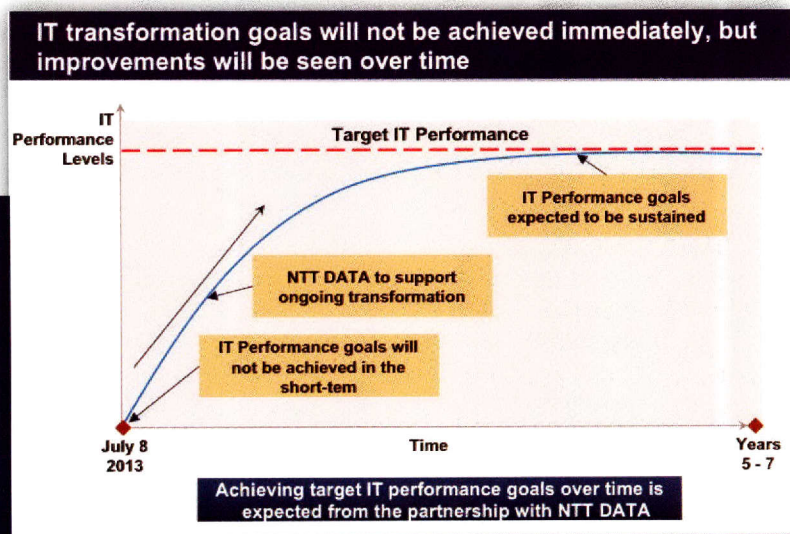 IT transformation goals will not be achieved immediately, but
improvements will be seen over time
IT
Performance
Levels
Target IT Performance
IT Performance goals
expected to be sustained
NTT DATA to support
ongoing transformation
IT Performance goals will
not be achieved in the
short-tem
July 8
2013
Time
Years
5 - 7
Achieving target IT performance goals over time is
expected from the partnership with NTT DATA